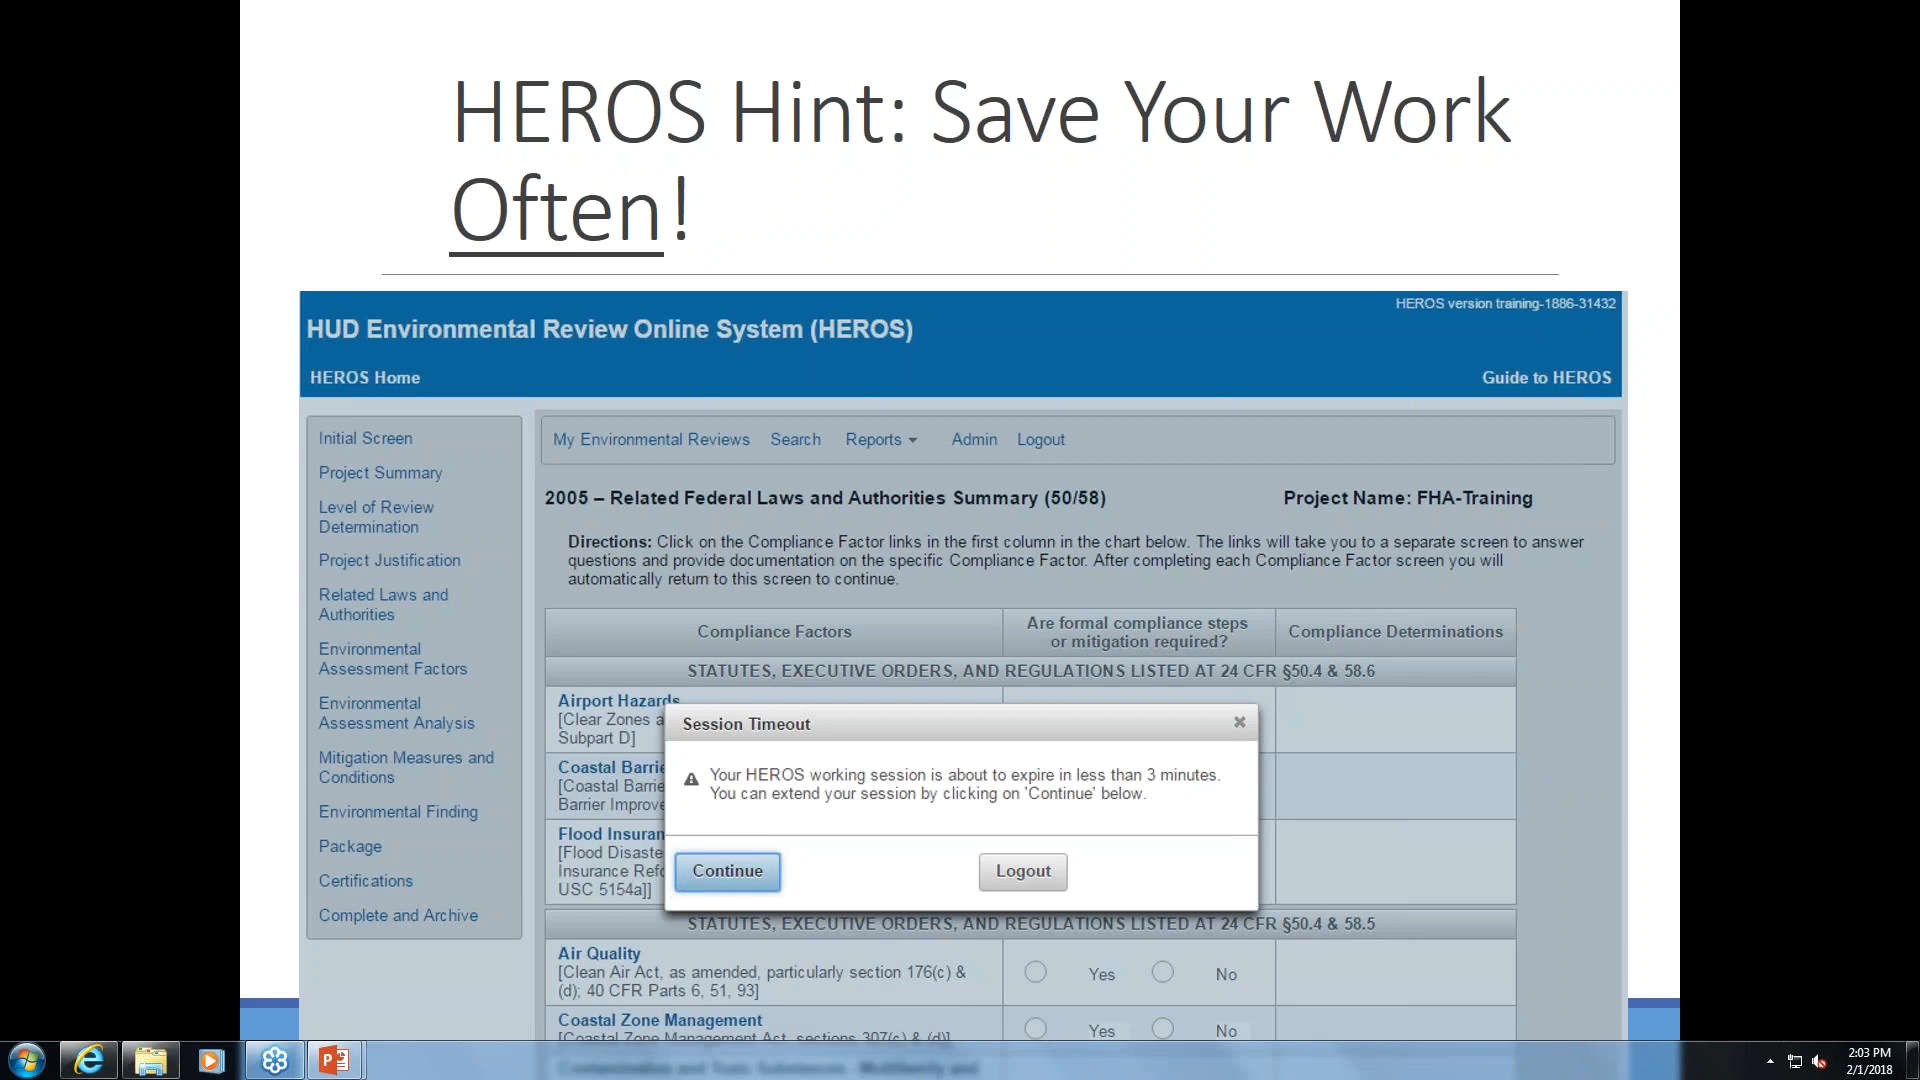 HEROS Hint: Save Your Work
Often!
HEROS version training-1886-31432
HUD Environmental Review Online System (HEROS)
HEROS Home
Guide to HEROS
Initial Screen
Project Summary
Level of Review
Determination
Project Justification
Related Laws and
Authorities
Environmental
Assessment Factors
Environmental
Assessment Analysis
Mitigation Measures and
Conditions
Environmental Finding
Package
Certifications
Complete and Archive
My Environmental Reviews Search Reports Admin Logout
2005 – Related Federal Laws and Authorities Summary (50/58)
Project Name: FHA-Training
Directions: Click on the Compliance Factor links in the first column in the chart below. The links will take you to a separate screen to answer
questions and provide documentation on the specific Compliance Factor. After completing each Compliance Factor screen you will
automatically return to this screen to continue.
Compliance Factors
Are formal compliance steps
or mitigation required?
Compliance Determinations
STATUTES, EXECUTIVE ORDERS, AND REGULATIONS LISTED AT 24 CFR §50.4 & 58.6
Airport Hazards
[Clear Zones a
Subpart D]
Coastal Barrie
[Coastal Barrie
Barrier Improve
Flood Insuran
[Flood Disaste
Insurance Refo
USC 5154a]]
Session Timeout
Your HEROS working session is about to expire in less than 3 minutes.
You can extend your session by clicking on 'Continue' below.
Continue
Logout
STATUTES, EXECUTIVE ORDERS, AND REGULATIONS LISTED AT 24 CFR §50.4 & 58.5
Air Quality
[Clean Air Act, as amended, particularly section 176(c) &
(d); 40 CFR Parts 6, 51, 93]
Yes No
Coastal Zone Management
[Coastal Zone Management Act, sections 307(c) & (d)]
Yes No
Contamination and Toxic Substances - Multifamily and
2:03 PM
2/1/2018